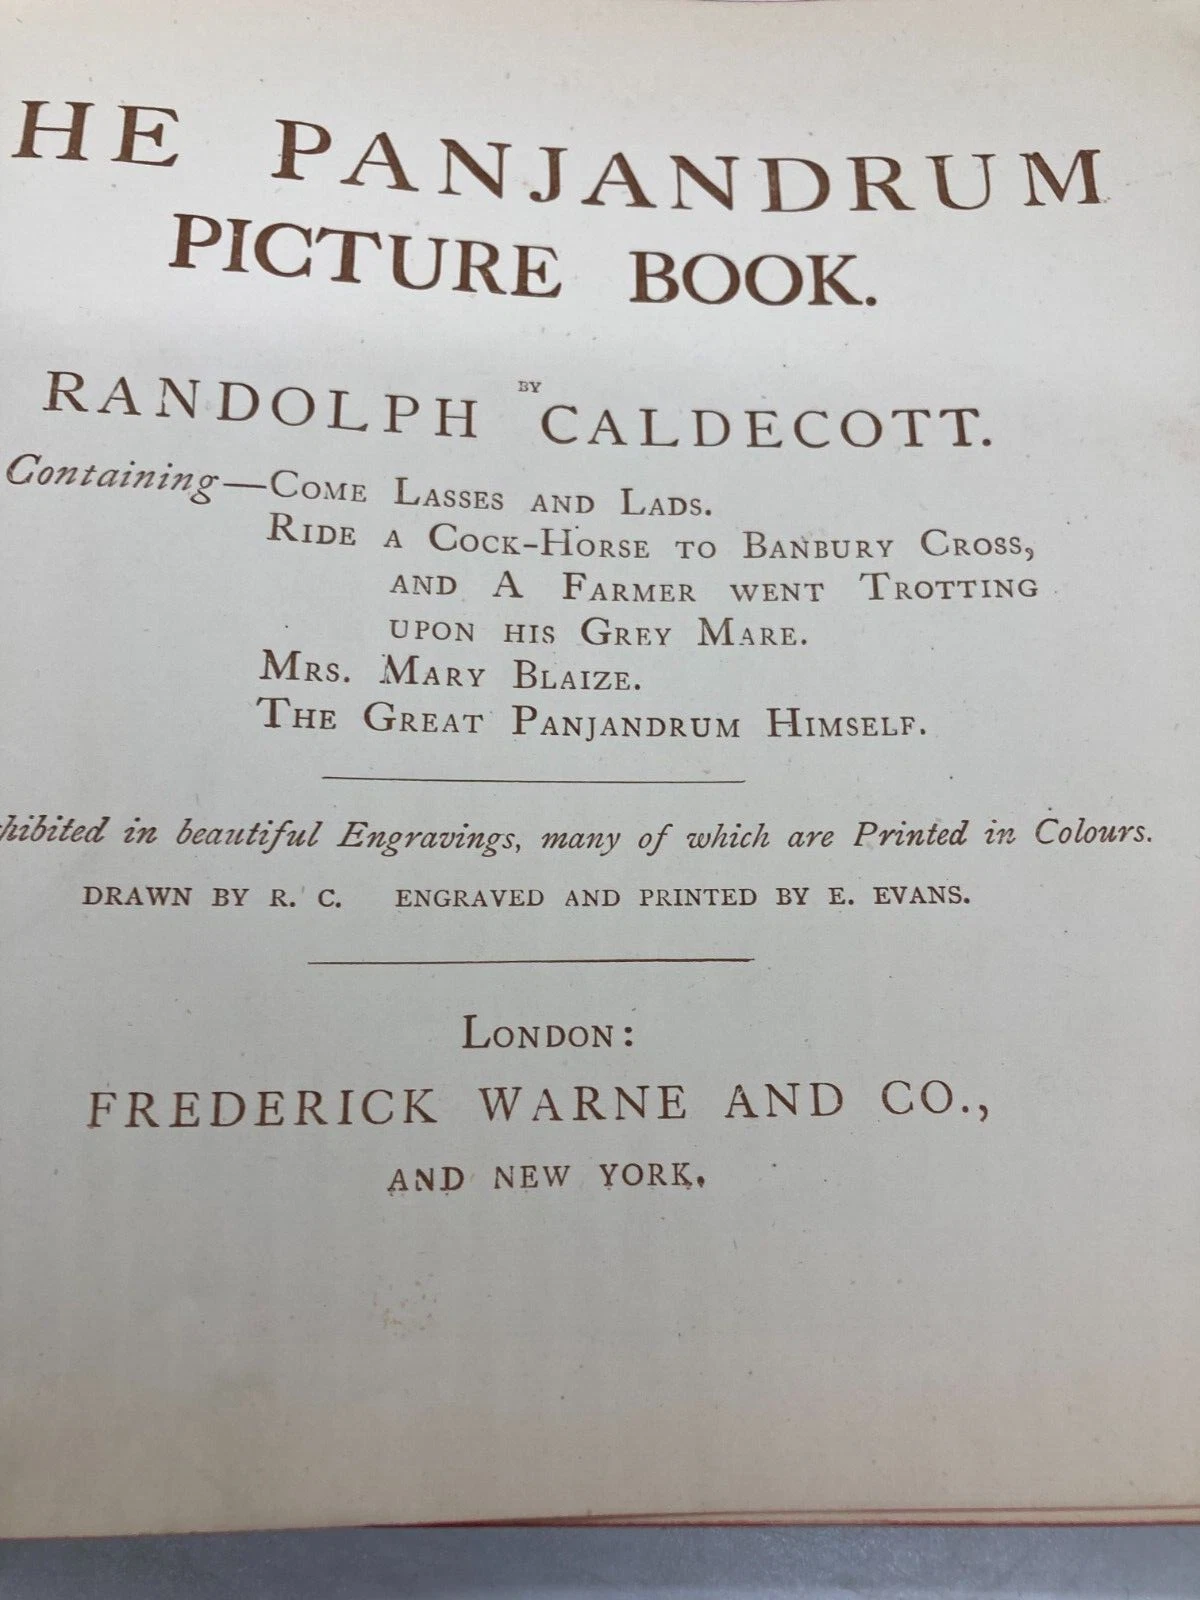 HE PANJANDRUM
PICTURE BOOK.
BY
RANDOLPH CALDECOTT.
Containing—COME LASSES AND LADS.
RIDE A COCK-HORSE TO BANBURY CROSS,
AND A FARMER WENT TROTTING
UPON HIS GREY MARE.
MRS. MARY BLAIZE.
THE GREAT PANJANDRUM HIMSELF.
hibited in beautiful Engravings, many of which are Printed in Colours.
DRAWN BY R. C. ENGRAVED AND PRINTED BY E. EVANS.
LONDON:
FREDERICK WARNE AND CO.,
AND NEW YORK.